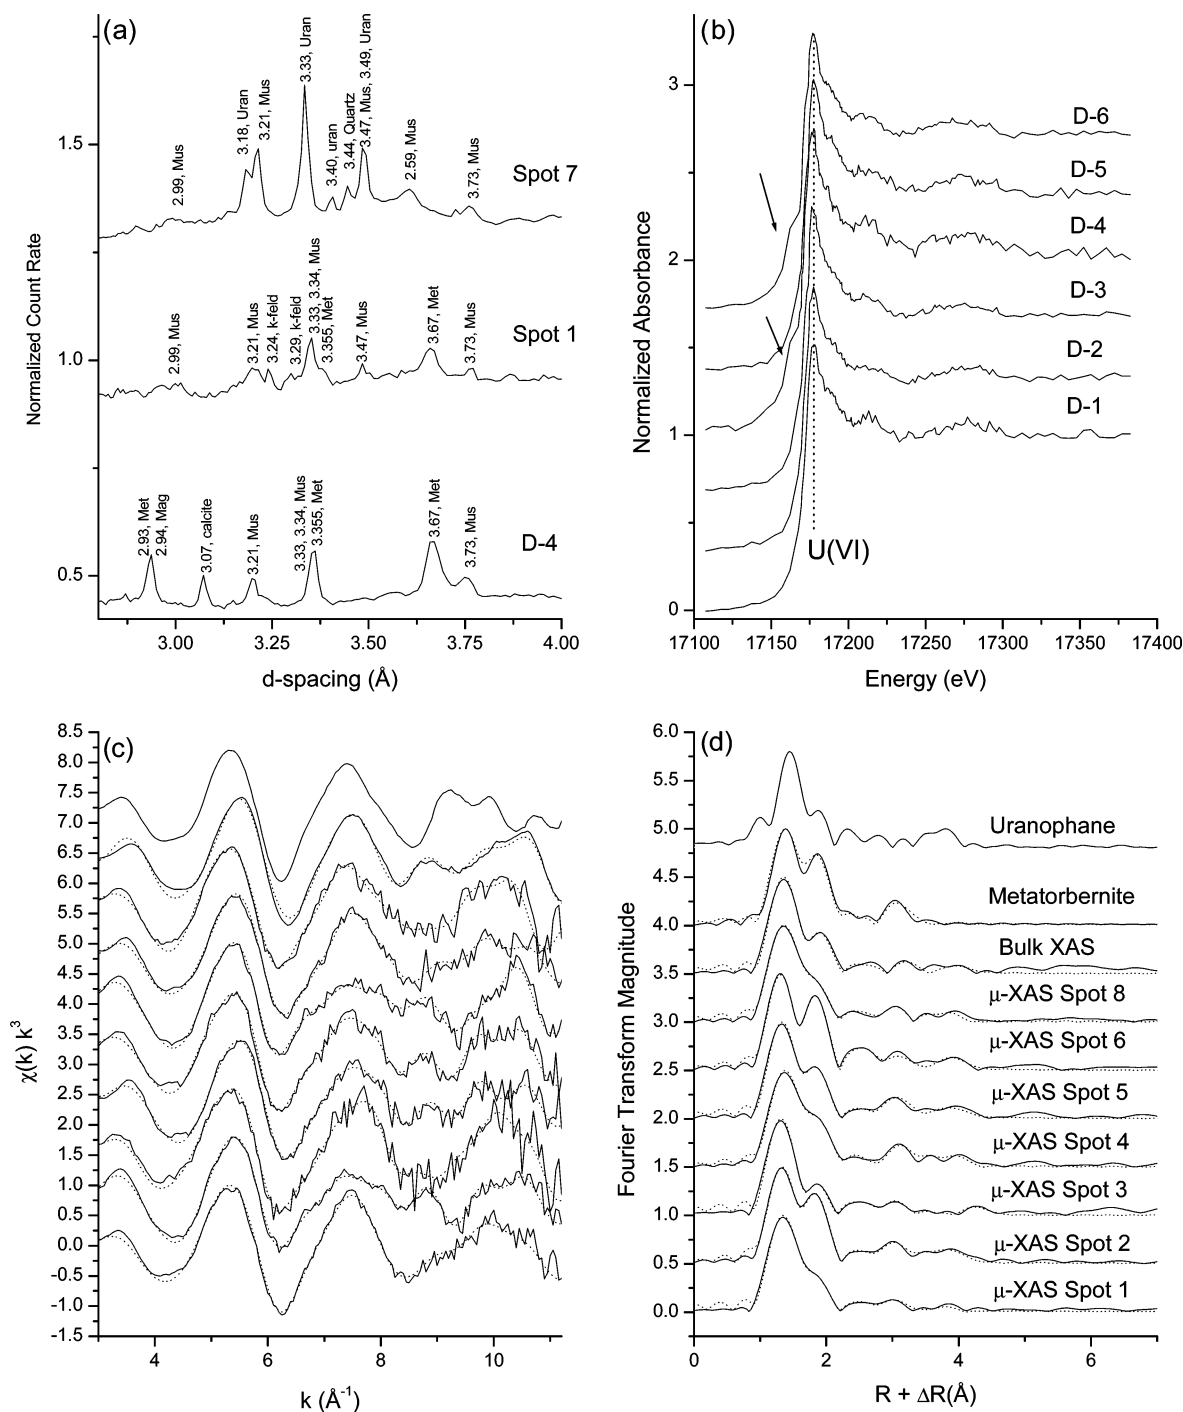 (a)
2.99, Mus
3.18, Uran
3.21, Mus
3.33, Uran
3.40, uran
3.44, Quartz
3.47, Mus, 3.49, Uran
2.59, Mus
3.73, Mus
Spot 7
2.99, Mus
3.21, Mus
3.24, k-feld
3.29, k-feld
3.33, 3.34, Mus
3.355, Met
3.47, Mus
3.67, Met
3.73, Mus
Spot 1
2.93, Met
2.94, Mag
3.07, calcite
3.21, Mus
3.33, 3.34, Mus
3.355, Met
3.67, Met
3.73, Mus
D-4
1.5
1.0
0.5
Normalized Count Rate
3.00 3.25 3.50 3.75 4.00
d-spacing (Å)
(b)
D-6
D-5
D-4
D-3
D-2
D-1
U(VI)
3
2
1
0
Normalized Absorbance
17100 17150 17200 17250 17300 17350 17400
Energy (eV)
(c)
8.5
8.0
7.5
7.0
6.5
6.0
5.5
5.0
4.5
4.0
3.5
3.0
2.5
2.0
1.5
1.0
0.5
0.0
-0.5
-1.0
-1.5
χ(k) k³
4 6 8 10
k (Å⁻¹)
(d)
6.0
5.5
5.0
4.5
4.0
3.5
3.0
2.5
2.0
1.5
1.0
0.5
0.0
Fourier Transform Magnitude
Uranophane
Metatorbernite
Bulk XAS
μ-XAS Spot 8
μ-XAS Spot 6
μ-XAS Spot 5
μ-XAS Spot 4
μ-XAS Spot 3
μ-XAS Spot 2
μ-XAS Spot 1
0 2 4 6
R + ΔR(Å)